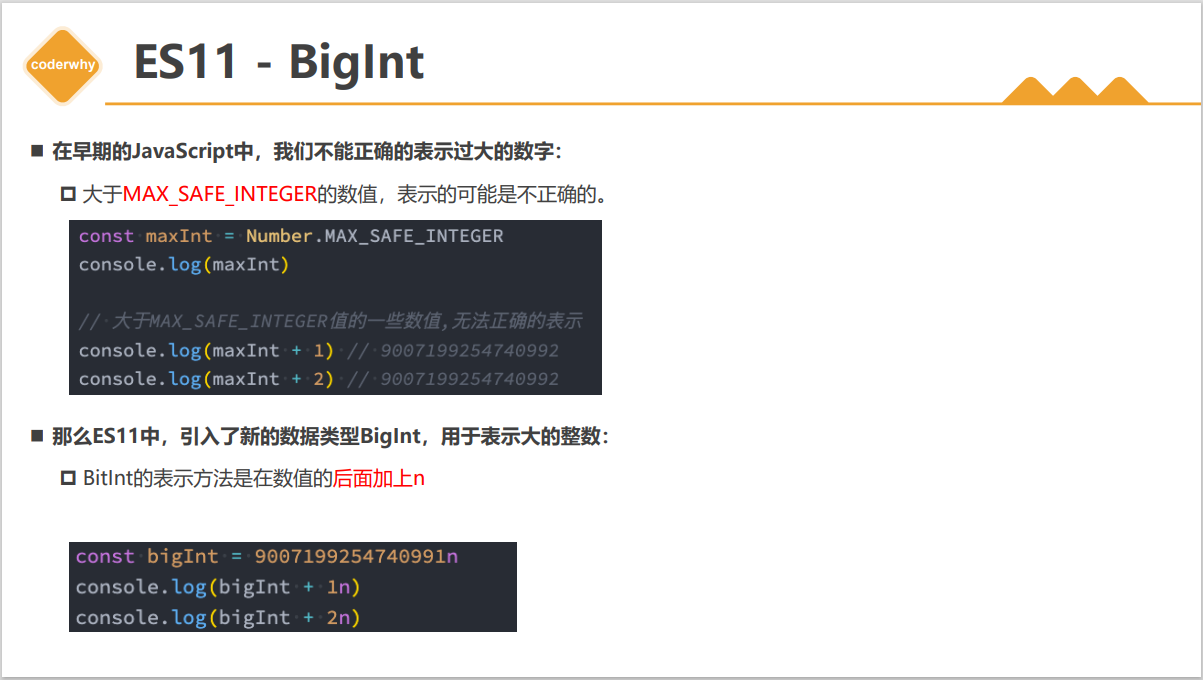 coderwhy
ES11 - BigInt
在早期的JavaScript中，我们不能正确的表示过大的数字：
大于MAX_SAFE_INTEGER的数值，表示的可能是不正确的。
const maxInt = Number.MAX_SAFE_INTEGER
console.log(maxInt)
// 大于MAX_SAFE_INTEGER值的一些数值,无法正确的表示
console.log(maxInt + 1) // 9007199254740992
console.log(maxInt + 2) // 9007199254740992
那么ES11中，引入了新的数据类型BigInt，用于表示大的整数：
BitInt的表示方法是在数值的后面加上n
const bigInt = 9007199254740991n
console.log(bigInt + 1n)
console.log(bigInt + 2n)